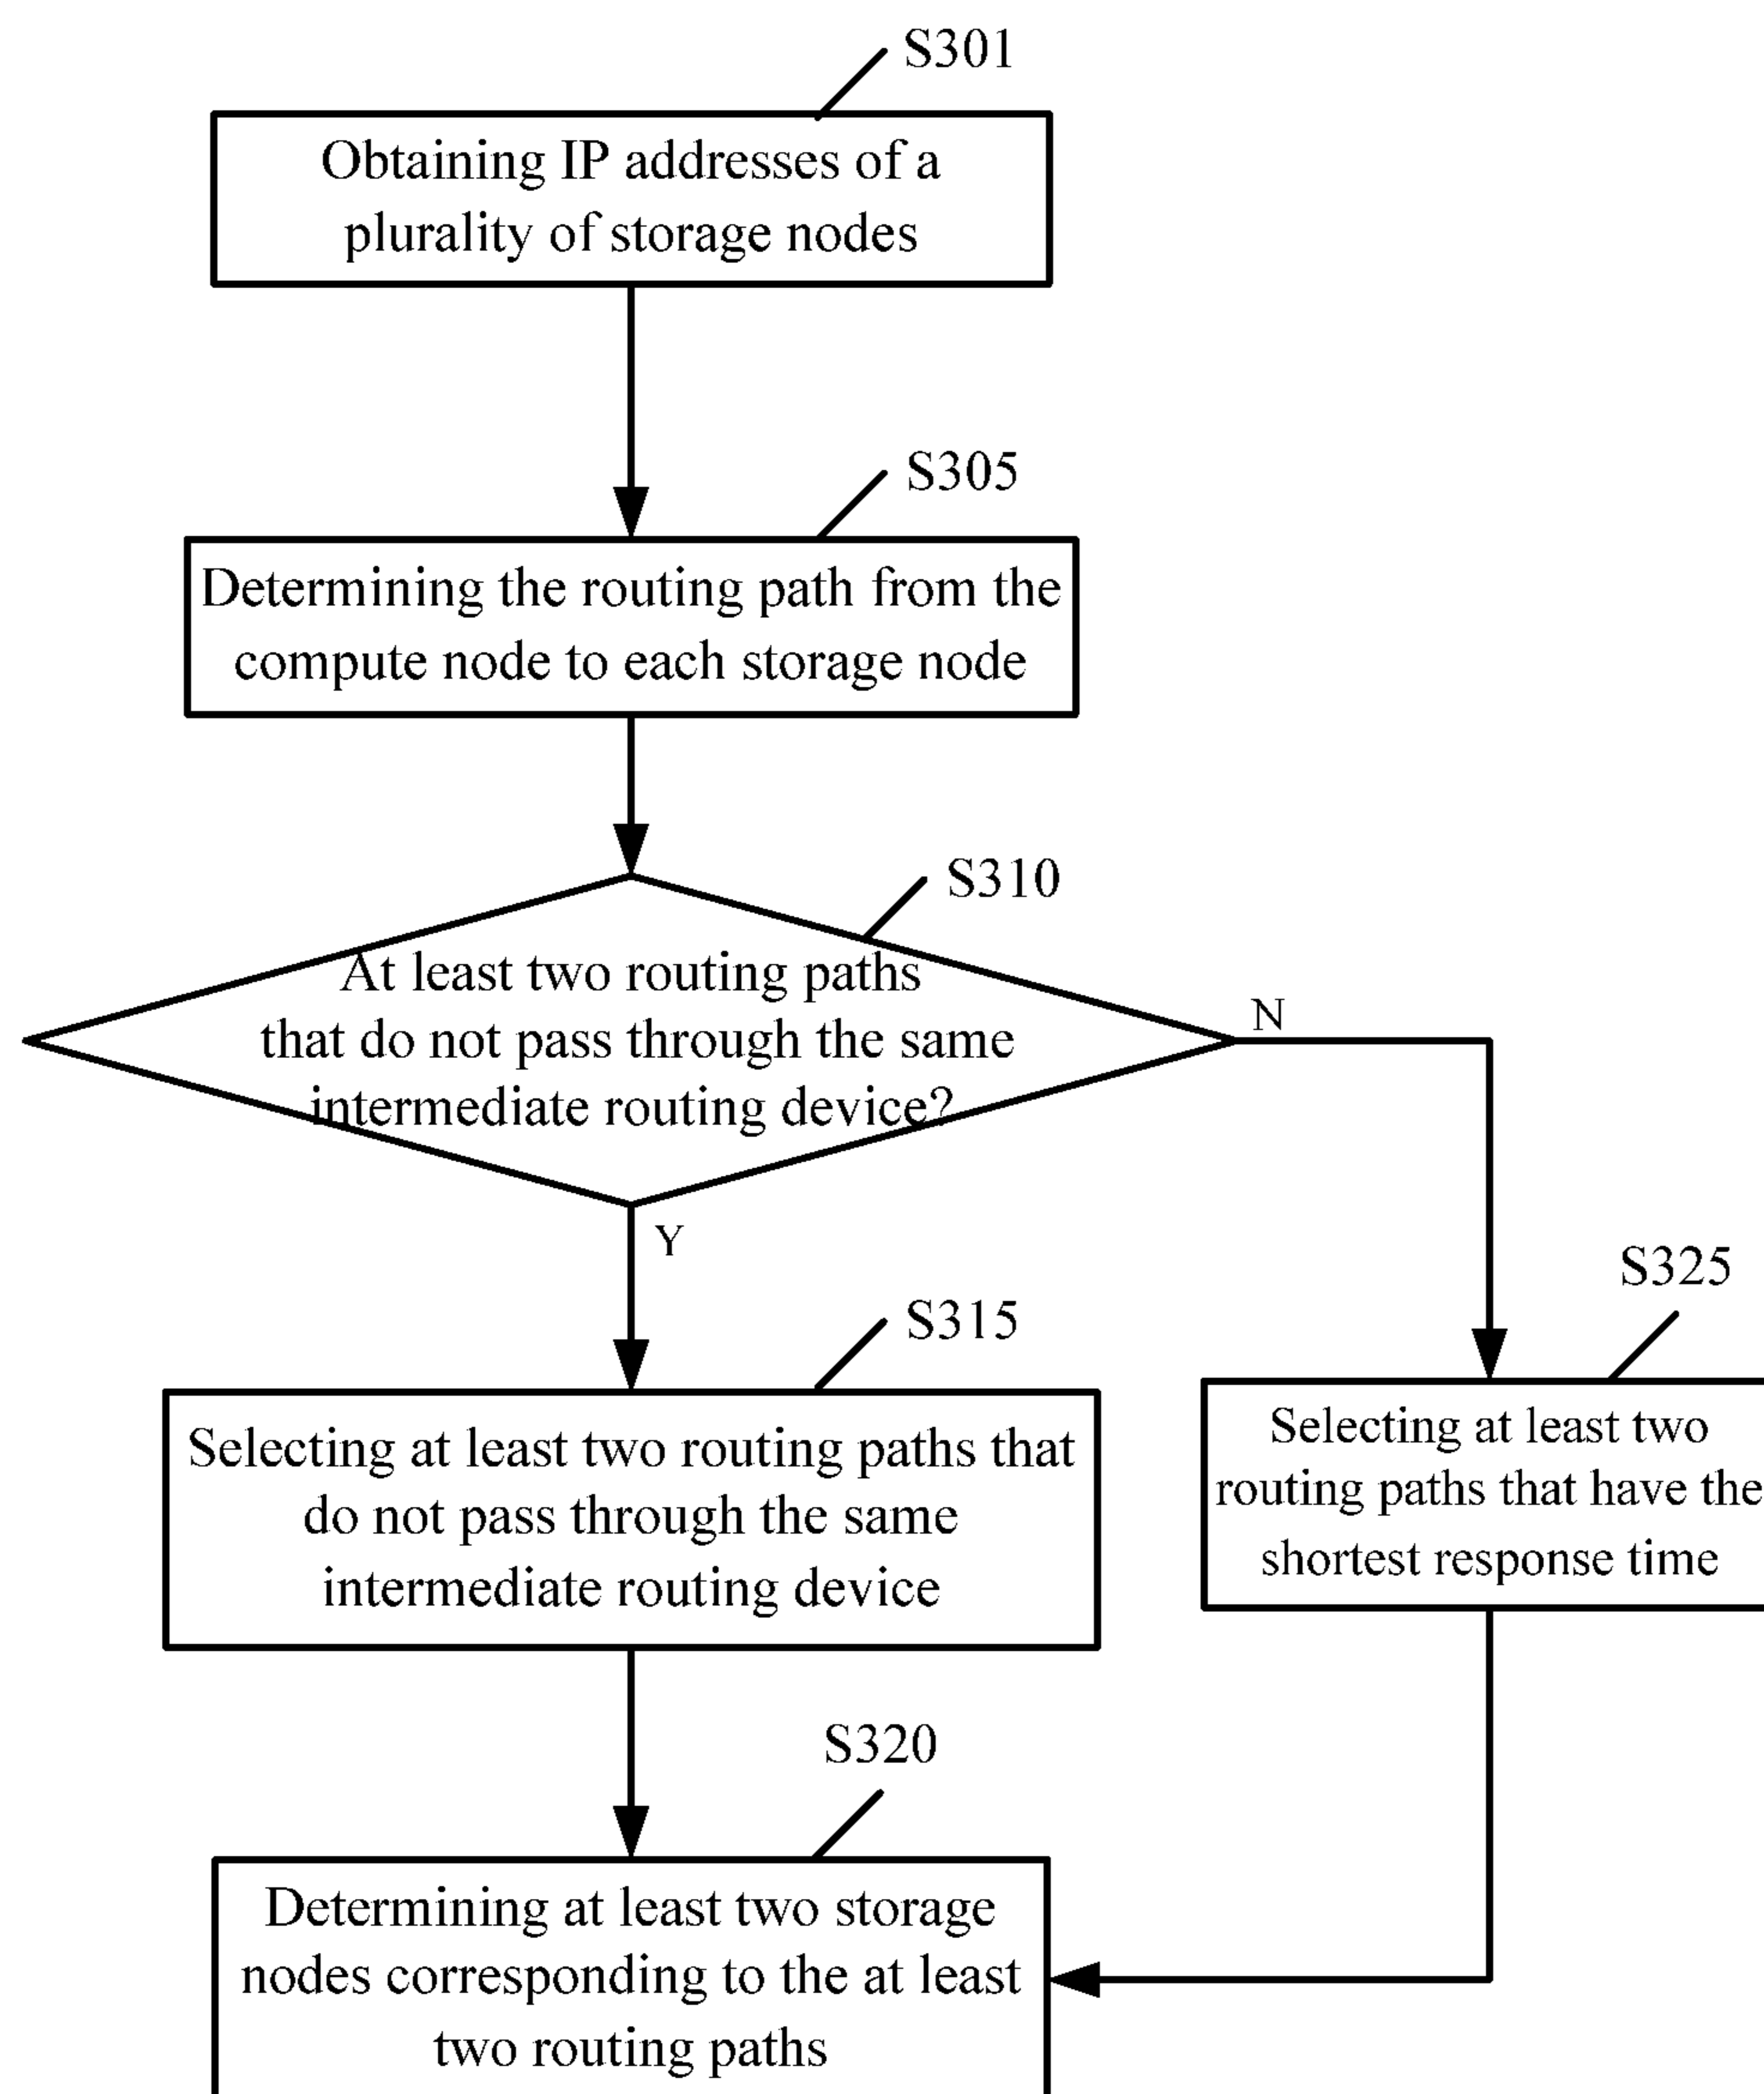 S301
Obtaining IP addresses of a
plurality of storage nodes
S305
Determining the routing path from the
compute node to each storage node
S310
At least two routing paths
that do not pass through the same
intermediate routing device?
N
Y
S315
Selecting at least two routing paths that
do not pass through the same
intermediate routing device
S325
Selecting at least two
routing paths that have the
shortest response time
S320
Determining at least two storage
nodes corresponding to the at least
two routing paths